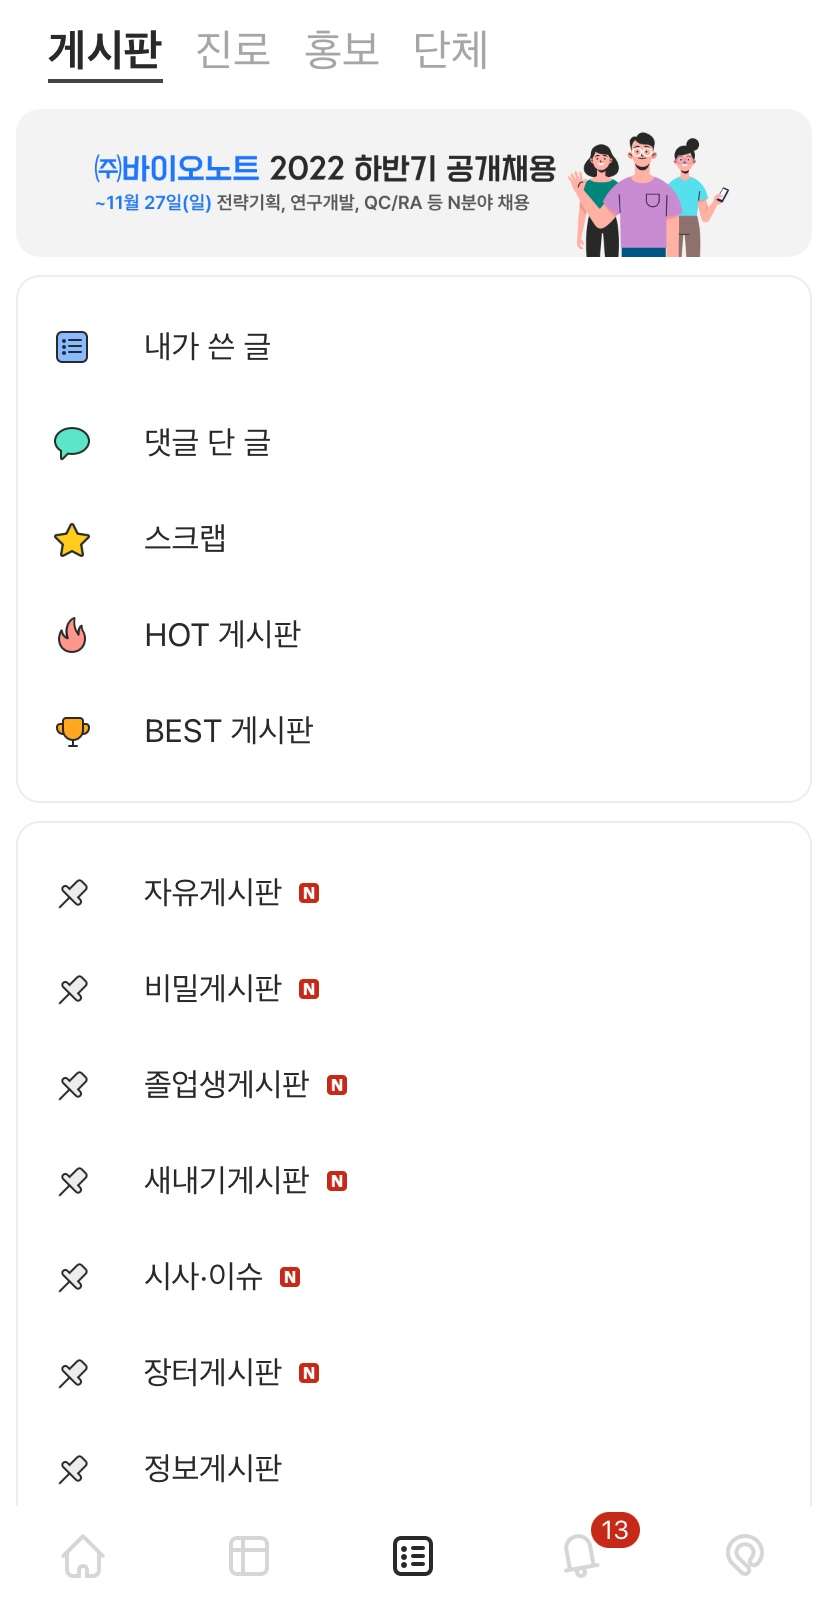 게시판 진로 홍보 단체
㈜바이오노트 2022 하반기 공개채용
~11월 27일(일) 전략기획, 연구개발, QC/RA 등 N분야 채용
내가 쓴 글
댓글 단 글
스크랩
HOT 게시판
BEST 게시판
자유게시판 N
비밀게시판 N
졸업생게시판 N
새내기게시판 N
시사·이슈 N
장터게시판 N
정보게시판
13